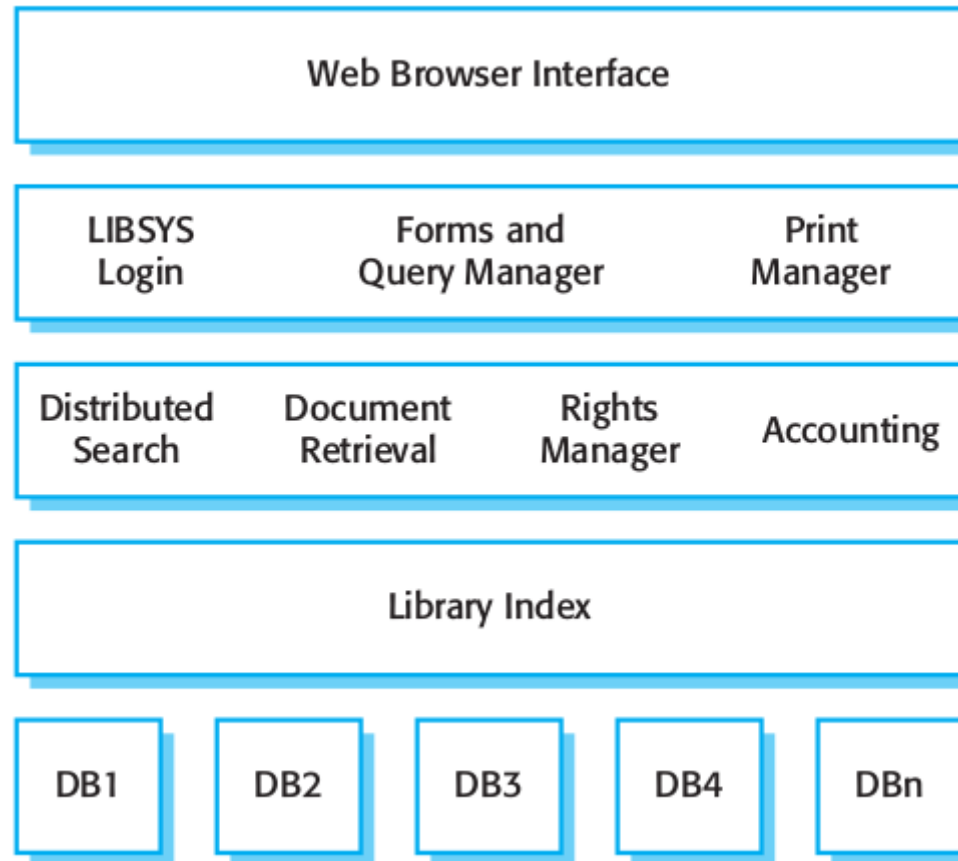 Web Browser Interface
LIBSYS
Login
Forms and
Query Manager
Print
Manager
Distributed
Search
Document
Retrieval
Rights
Manager
Accounting
Library Index
DB1
DB2
DB3
DB4
DBn